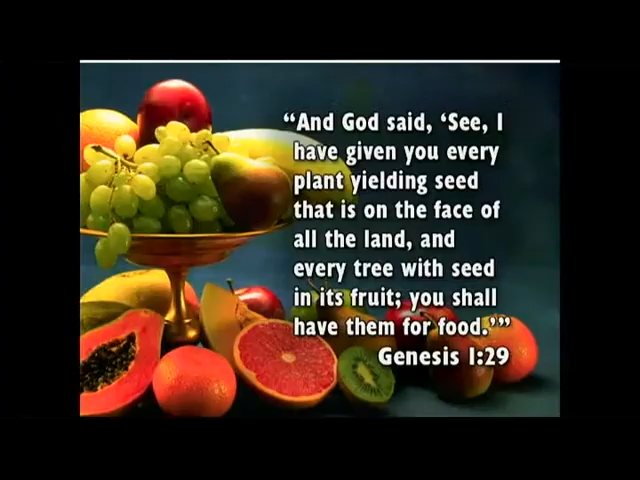 “And God said, ‘See, I
have given you every
plant yielding seed
that is on the face of
all the land, and
every tree with seed
in its fruit; you shall
have them for food.’”
Genesis 1:29